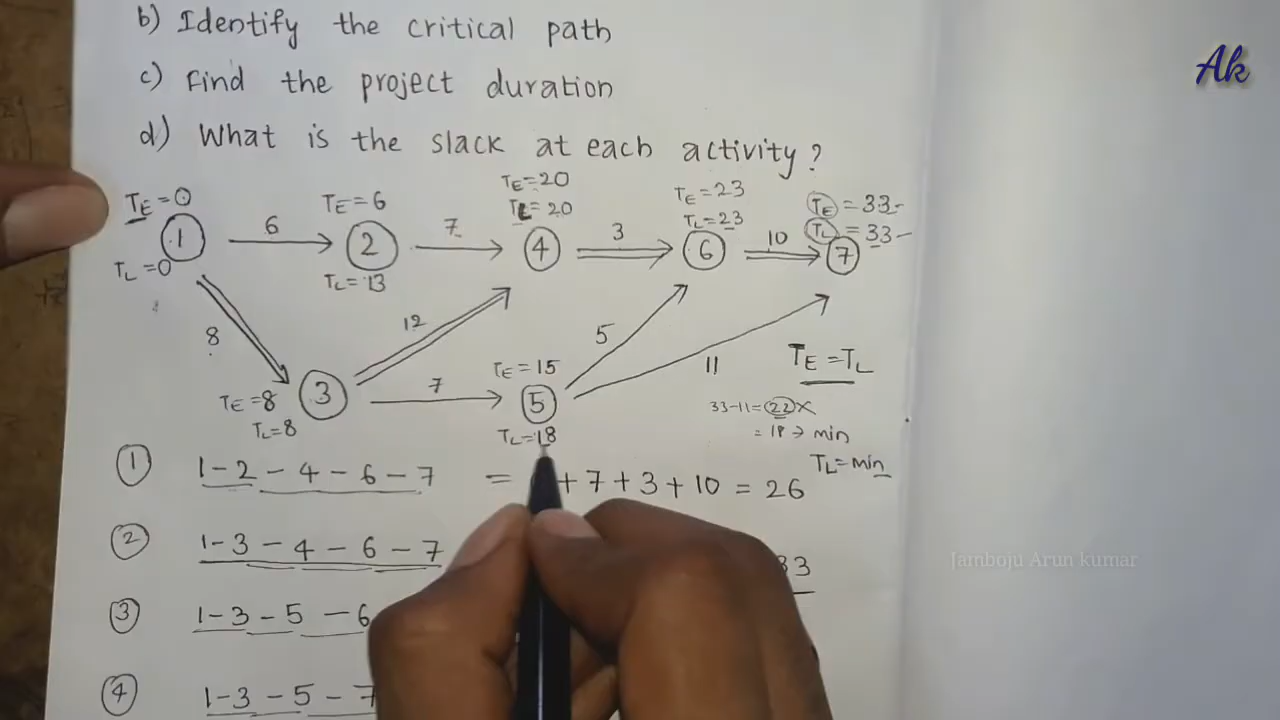 b) Identify the critical path
Ak
c) Find the project duration
d) What is the slack at each activity?
TE=0
TE=6
TE=20
TL=20
TE=23
TL=23
TE=33-
TL=33-
1
6
2
7
4
3
6
10
7
TL=0
TL=13
8
12
5
11
TE=TL
TE=8
3
7
TE=15
5
TL=8
TL=18
33-11=22X
=18→min
TL=min
① 1-2-4-6-7 = +7+3+10=26
② 1-3-4-6-7 33
Jamboju Arun kumar
③ 1-3-5-6
④ 1-3-5-7